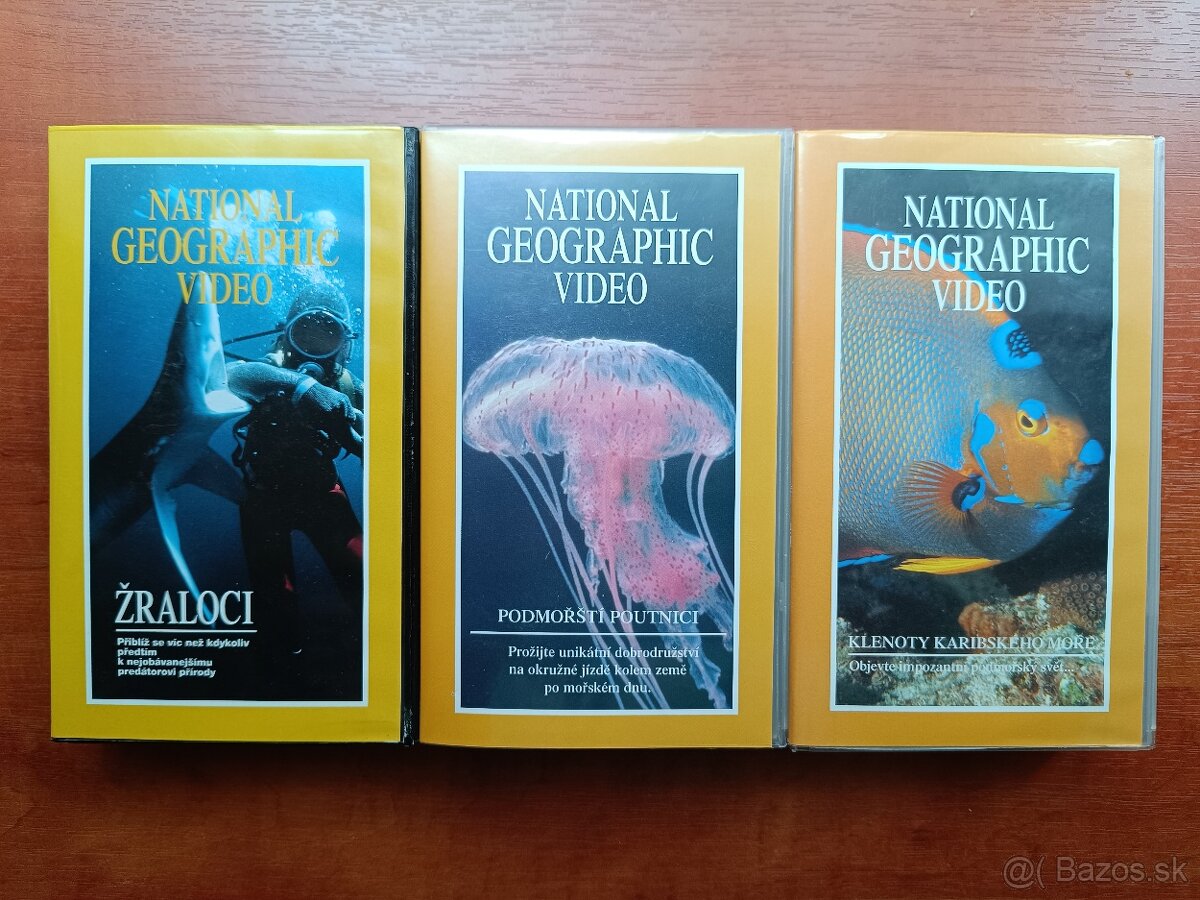 NATIONAL
GEOGRAPHIC
VIDEO
ŽRALOCI
Přibliž se víc než kdykoliv
předtím
k nejobávanejšímu
predátorovi přírody
NATIONAL
GEOGRAPHIC
VIDEO
PODMOŘŠTÍ POUTNICI
Prožijte unikátní dobrodružství
na okružné jízdě kolem země
po mořském dnu.
NATIONAL
GEOGRAPHIC
VIDEO
KLENOTY KARIBSKÉHO MOŘE
Objevte impozantní podmořský svět...
@( Bazos.sk